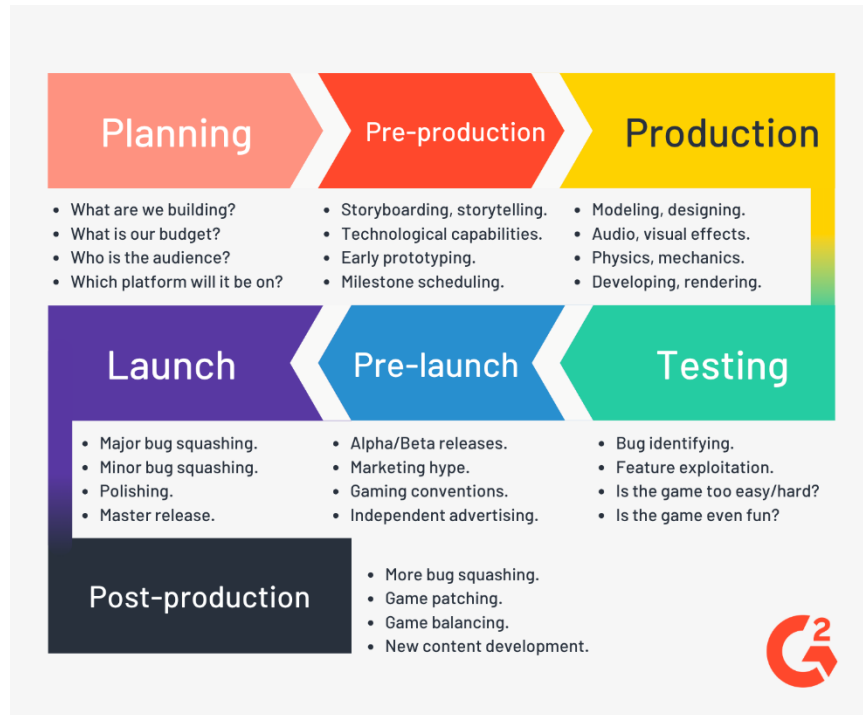 Planning
Pre-production
Production
• What are we building?
• What is our budget?
• Who is the audience?
• Which platform will it be on?
• Storyboarding, storytelling.
• Technological capabilities.
• Early prototyping.
• Milestone scheduling.
• Modeling, designing.
• Audio, visual effects.
• Physics, mechanics.
• Developing, rendering.
Testing
Pre-launch
Launch
• Bug identifying.
• Feature exploitation.
• Is the game too easy/hard?
• Is the game even fun?
• Alpha/Beta releases.
• Marketing hype.
• Gaming conventions.
• Independent advertising.
• Major bug squashing.
• Minor bug squashing.
• Polishing.
• Master release.
Post-production
• More bug squashing.
• Game patching.
• Game balancing.
• New content development.
G2